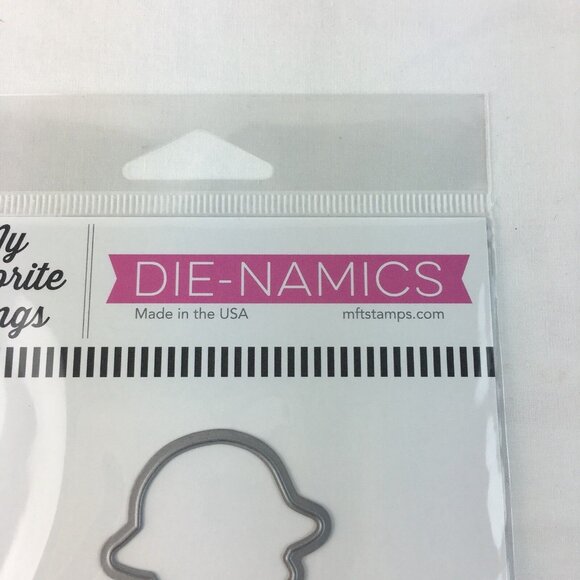 DIE-NAMICS
Made in the USA
mftstamps.com